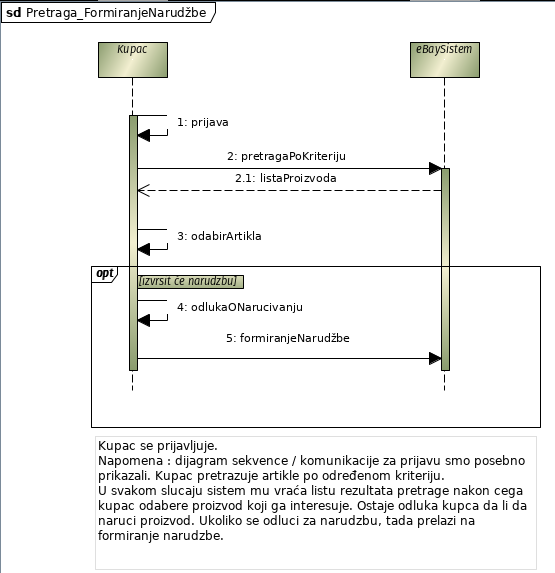 sd Pretraga_FormiranjeNarudžbe
Kupac
eBaySistem
1: prijava
2: pretragaPoKriteriju
2.1: listaProizvoda
3: odabirArtikla
opt
[izvrsit će narudzbu]
4: odlukaONarucivanju
5: formiranjeNarudžbe
Kupac se prijavljuje.
Napomena : dijagram sekvence / komunikacije za prijavu smo posebno
prikazali. Kupac pretrazuje artikle po određenom kriteriju.
U svakom slucaju sistem mu vraća listu rezultata pretrage nakon cega
kupac odabere proizvod koji ga interesuje. Ostaje odluka kupca da li da
naruci proizvod. Ukoliko se odluci za narudzbu, tada prelazi na
formiranje narudzbe.